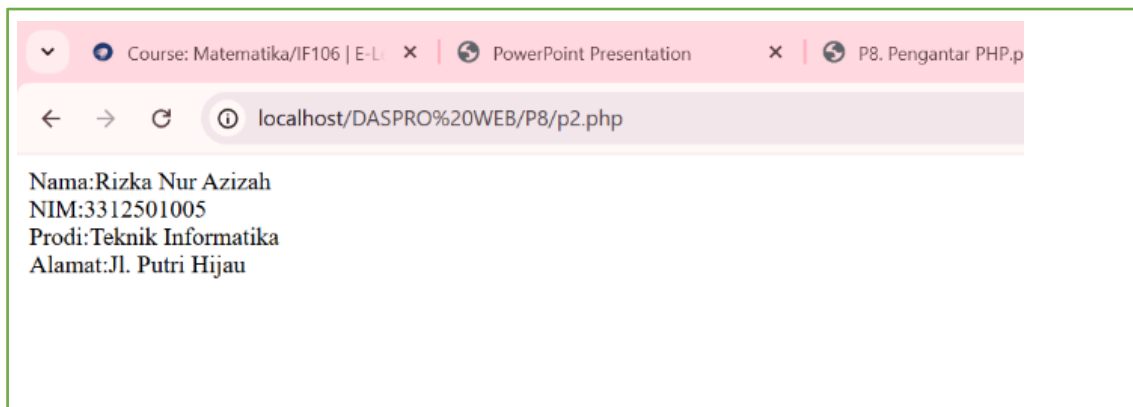 Course: Matematika/IF106 | E-L
PowerPoint Presentation
P8. Pengantar PHP.p
localhost/DASPRO%20WEB/P8/p2.php
Nama:Rizka Nur Azizah
NIM:3312501005
Prodi:Teknik Informatika
Alamat:Jl. Putri Hijau